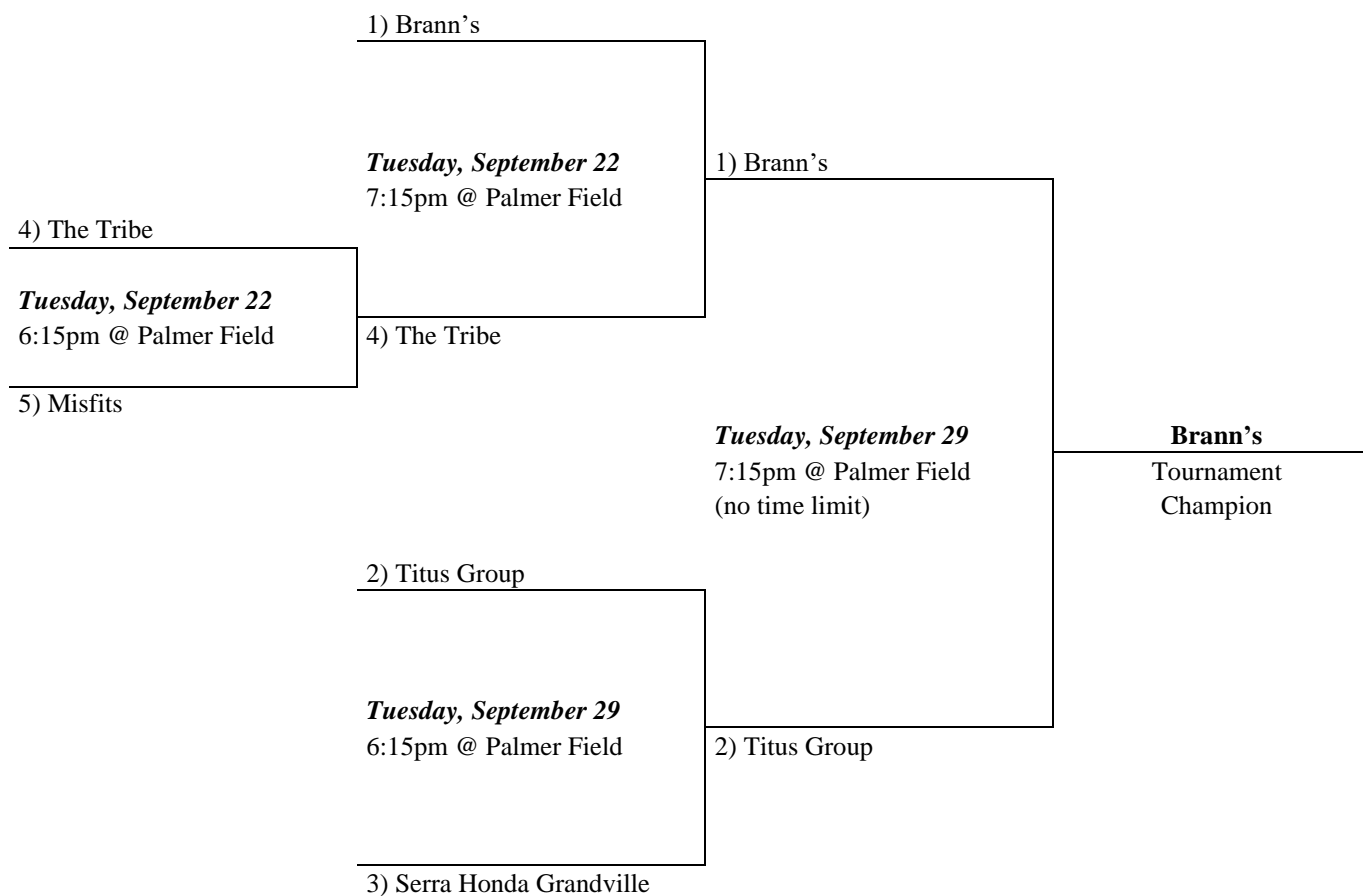 1) Brann’s
Tuesday, September 22
7:15pm @ Palmer Field
1) Brann’s
4) The Tribe
Tuesday, September 22
6:15pm @ Palmer Field
4) The Tribe
5) Misfits
Tuesday, September 29
7:15pm @ Palmer Field
(no time limit)
Brann’s
Tournament
Champion
2) Titus Group
Tuesday, September 29
6:15pm @ Palmer Field
2) Titus Group
3) Serra Honda Grandville